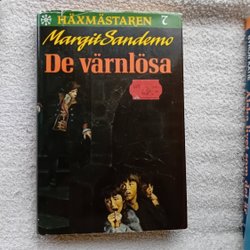 HÄXMÄSTAREN 7
Margit Sandemo
De värnlösa